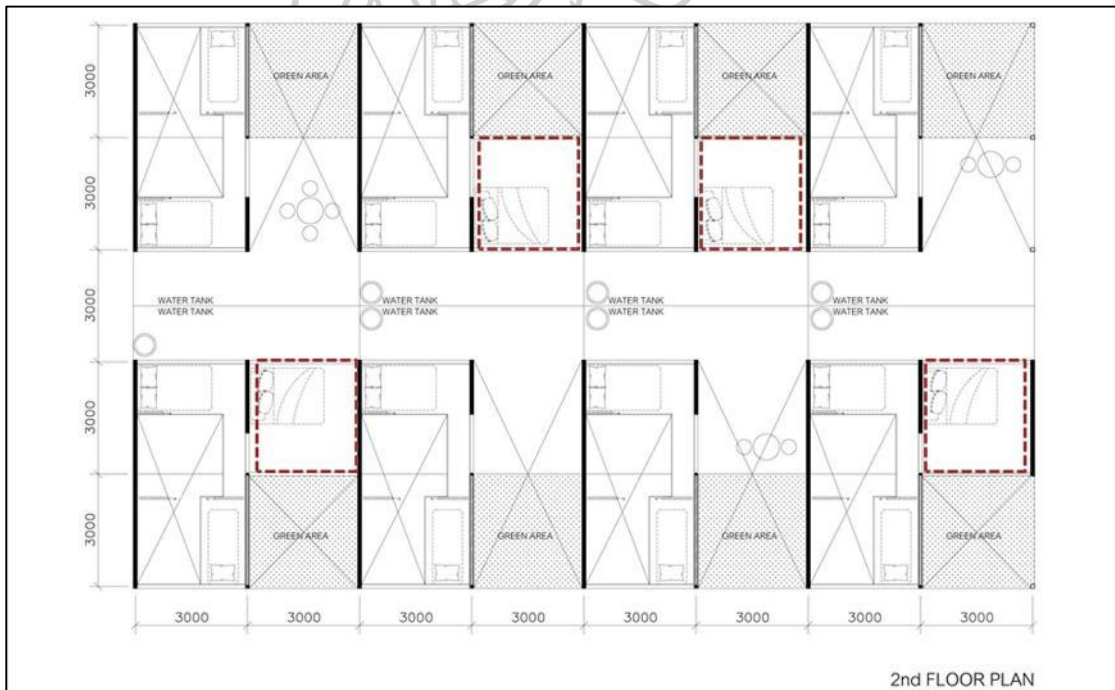 3000
GREEN AREA GREEN AREA GREEN AREA GREEN AREA
3000
3000
WATER TANK WATER TANK WATER TANK WATER TANK
WATER TANK WATER TANK WATER TANK WATER TANK
3000
3000
GREEN AREA GREEN AREA GREEN AREA GREEN AREA
3000 3000 3000 3000 3000 3000 3000 3000
2nd FLOOR PLAN